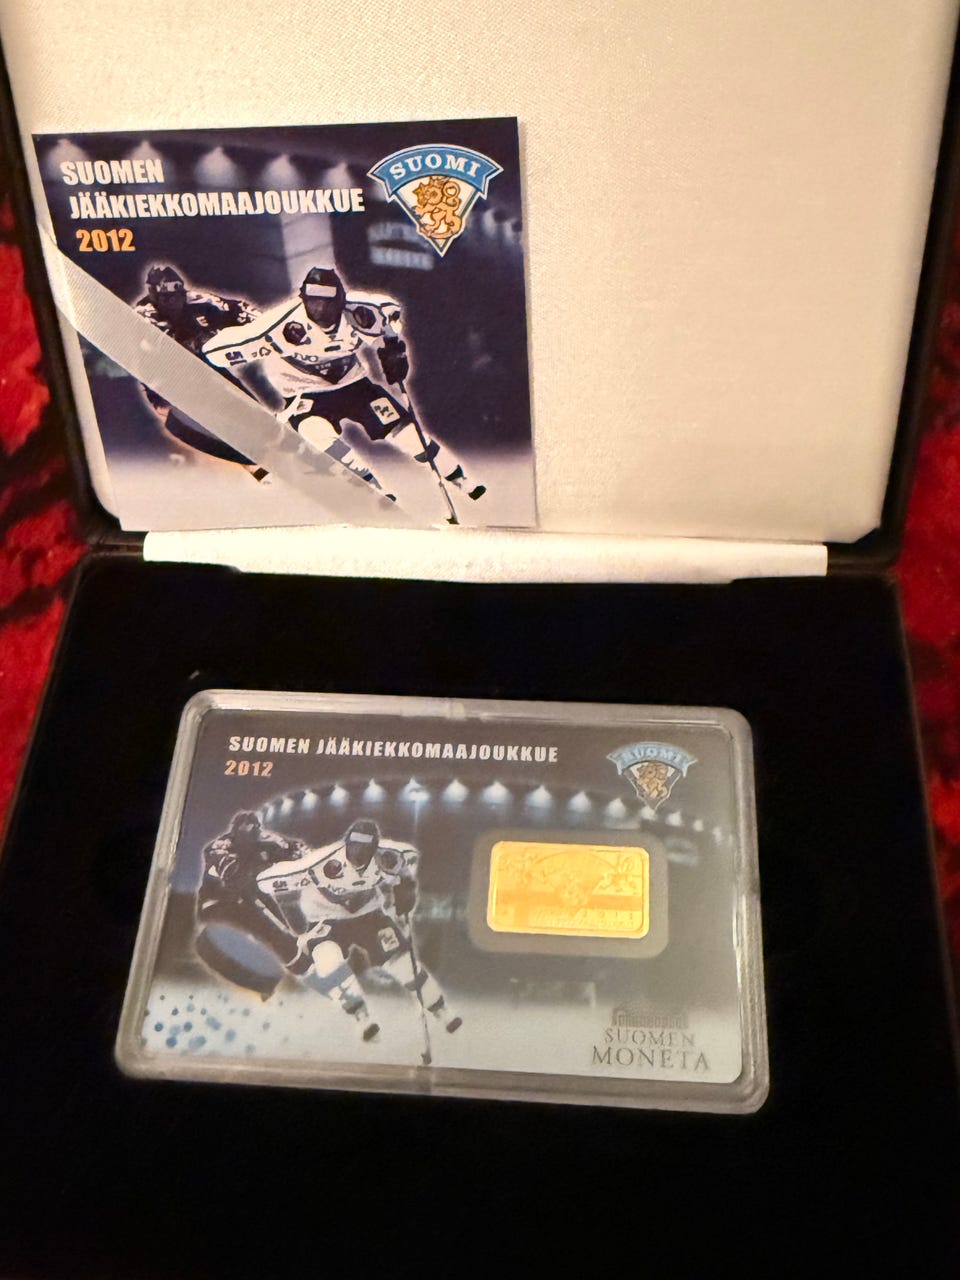 SUOMEN
JÄÄKIEKKOMAAJOUKKUE
2012
SUOMI
SUOMEN JÄÄKIEKKOMAAJOUKKUE
2012
SUOMI
SUOMEN
MONETA